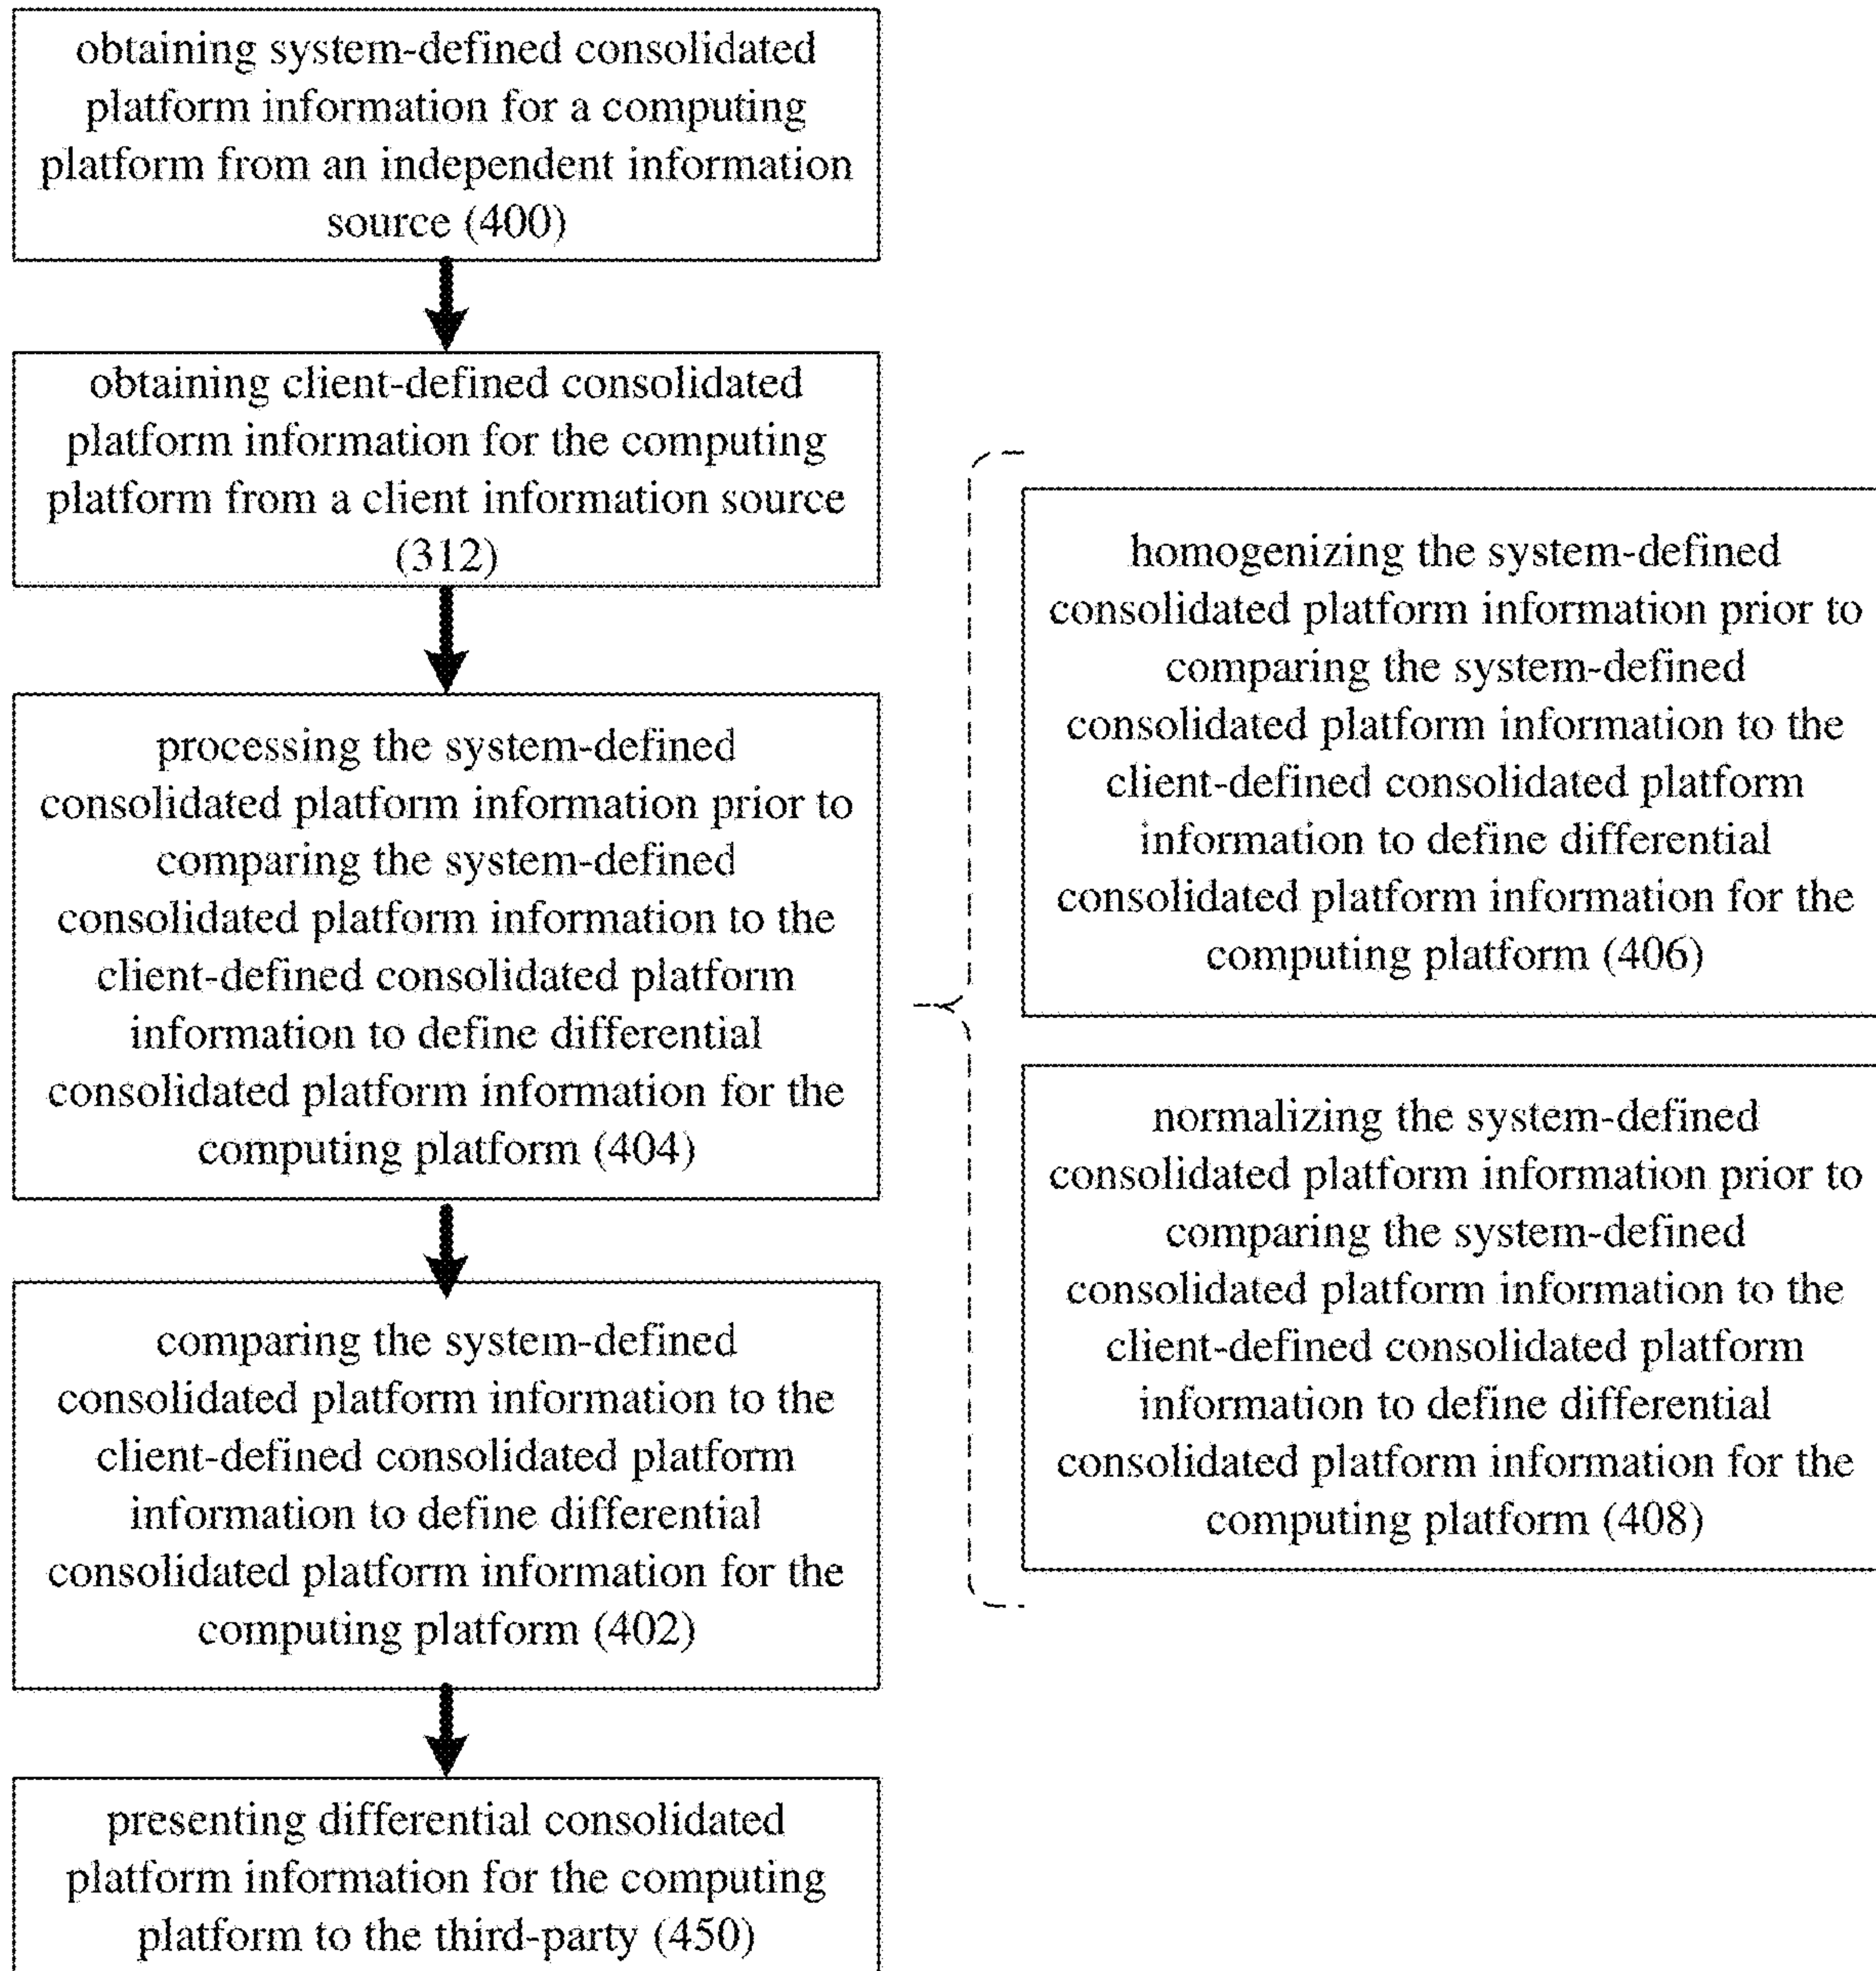 obtaining system-defined consolidated
platform information for a computing
platform from an independent information
source (400)
obtaining client-defined consolidated
platform information for the computing
platform from a client information source
(312)
processing the system-defined
consolidated platform information prior to
comparing the system-defined
consolidated platform information to the
client-defined consolidated platform
information to define differential
consolidated platform information for the
computing platform (404)
comparing the system-defined
consolidated platform information to the
client-defined consolidated platform
information to define differential
consolidated platform information for the
computing platform (402)
presenting differential consolidated
platform information for the computing
platform to the third-party (450)
homogenizing the system-defined
consolidated platform information prior to
comparing the system-defined
consolidated platform information to the
client-defined consolidated platform
information to define differential
consolidated platform information for the
computing platform (406)
normalizing the system-defined
consolidated platform information prior to
comparing the system-defined
consolidated platform information to the
client-defined consolidated platform
information to define differential
consolidated platform information for the
computing platform (408)